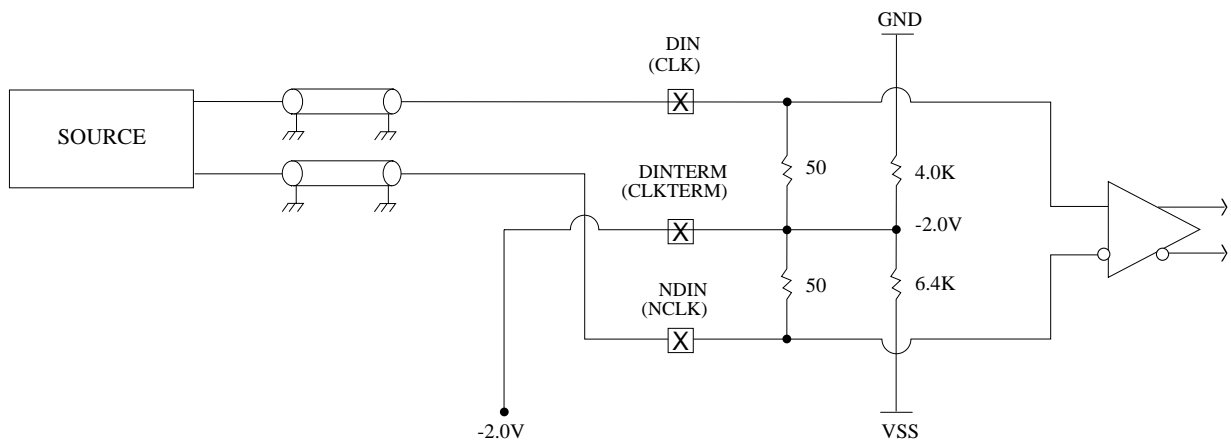 GND
DIN
(CLK)
X
SOURCE
DINTERM
(CLKTERM)
50
4.0K
X
-2.0V
NDIN
(NCLK)
50
6.4K
X
-2.0V
VSS